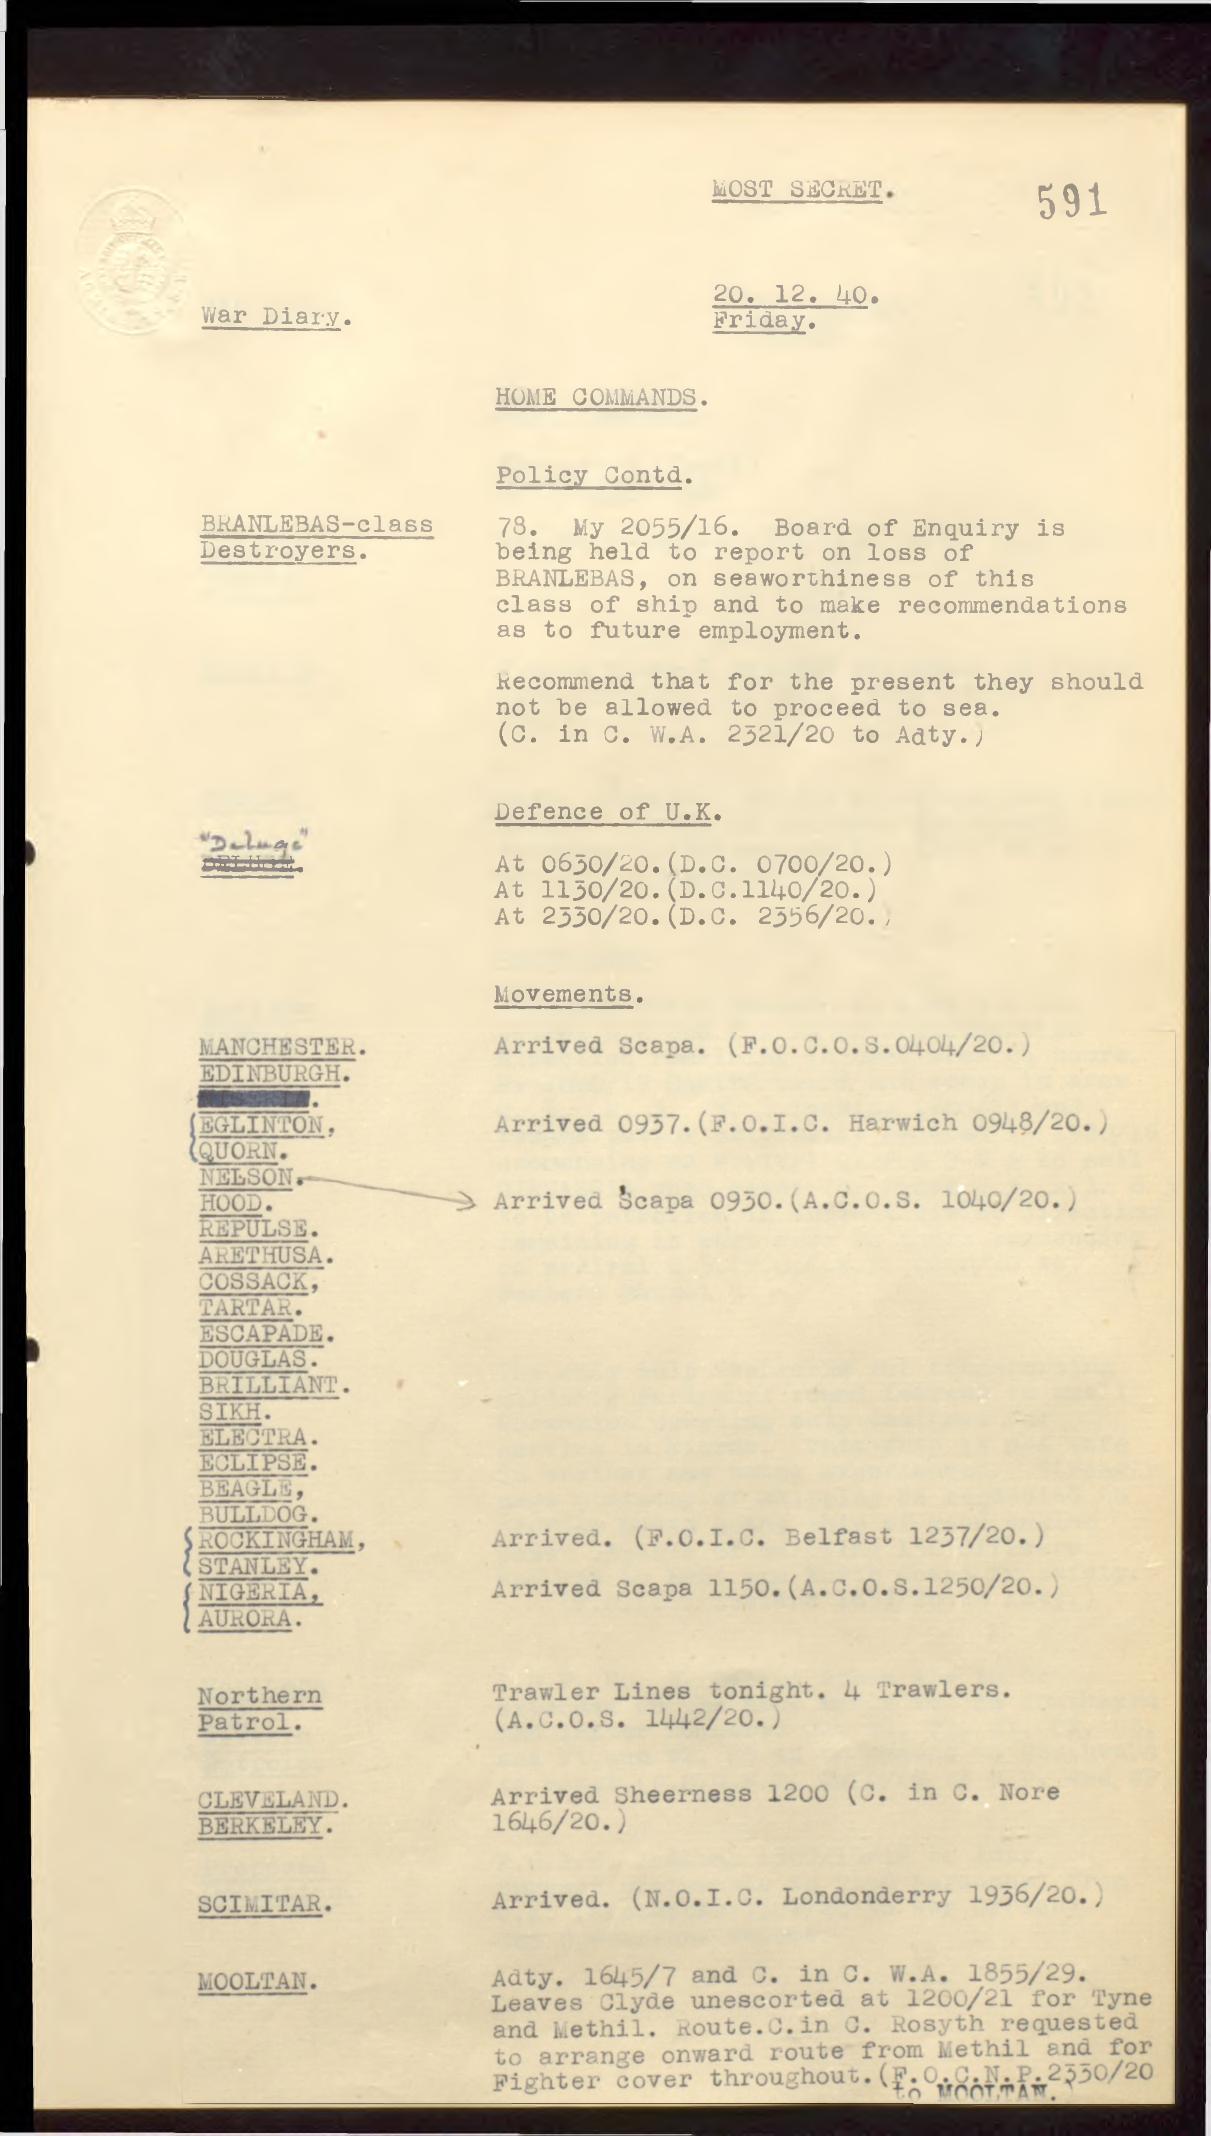 MOST SECRET.
591
War Diary.
20. 12. 40.
Friday.
HOME COMMANDS.
Policy Contd.
BRANLEBAS-class
Destroyers.
78. My 2055/16. Board of Enquiry is
being held to report on loss of
BRANLEBAS, on seaworthiness of this
class of ship and to make recommendations
as to future employment.
Recommend that for the present they should
not be allowed to proceed to sea.
(C. in C. W.A. 2321/20 to Adty.)
Defence of U.K.
"Deluge"
At 0630/20.(D.C. 0700/20.)
At 1130/20.(D.C.1140/20.)
At 2330/20.(D.C. 2356/20.)
Movements.
MANCHESTER. Arrived Scapa. (F.O.C.O.S.0404/20.)
EDINBURGH.
EGLINTON, Arrived 0937.(F.O.I.C. Harwich 0948/20.)
QUORN.
NELSON.
HOOD. Arrived Scapa 0930.(A.C.O.S. 1040/20.)
REPULSE.
ARETHUSA.
COSSACK,
TARTAR.
ESCAPADE.
DOUGLAS.
BRILLIANT.
SIKH.
ELECTRA.
ECLIPSE.
BEAGLE,
BULLDOG.
ROCKINGHAM, Arrived. (F.O.I.C. Belfast 1237/20.)
STANLEY.
NIGERIA, Arrived Scapa 1150.(A.C.O.S.1250/20.)
AURORA.
Northern Trawler Lines tonight. 4 Trawlers.
Patrol. (A.C.O.S. 1442/20.)
CLEVELAND. Arrived Sheerness 1200 (C. in C. Nore
BERKELEY. 1646/20.)
SCIMITAR. Arrived. (N.O.I.C. Londonderry 1936/20.)
MOOLTAN. Adty. 1645/7 and C. in C. W.A. 1855/29.
Leaves Clyde unescorted at 1200/21 for Tyne
and Methil. Route.C.in C. Rosyth requested
to arrange onward route from Methil and for
Fighter cover throughout.(F.O.C.N.P.2330/20
to MOOLTAN.)